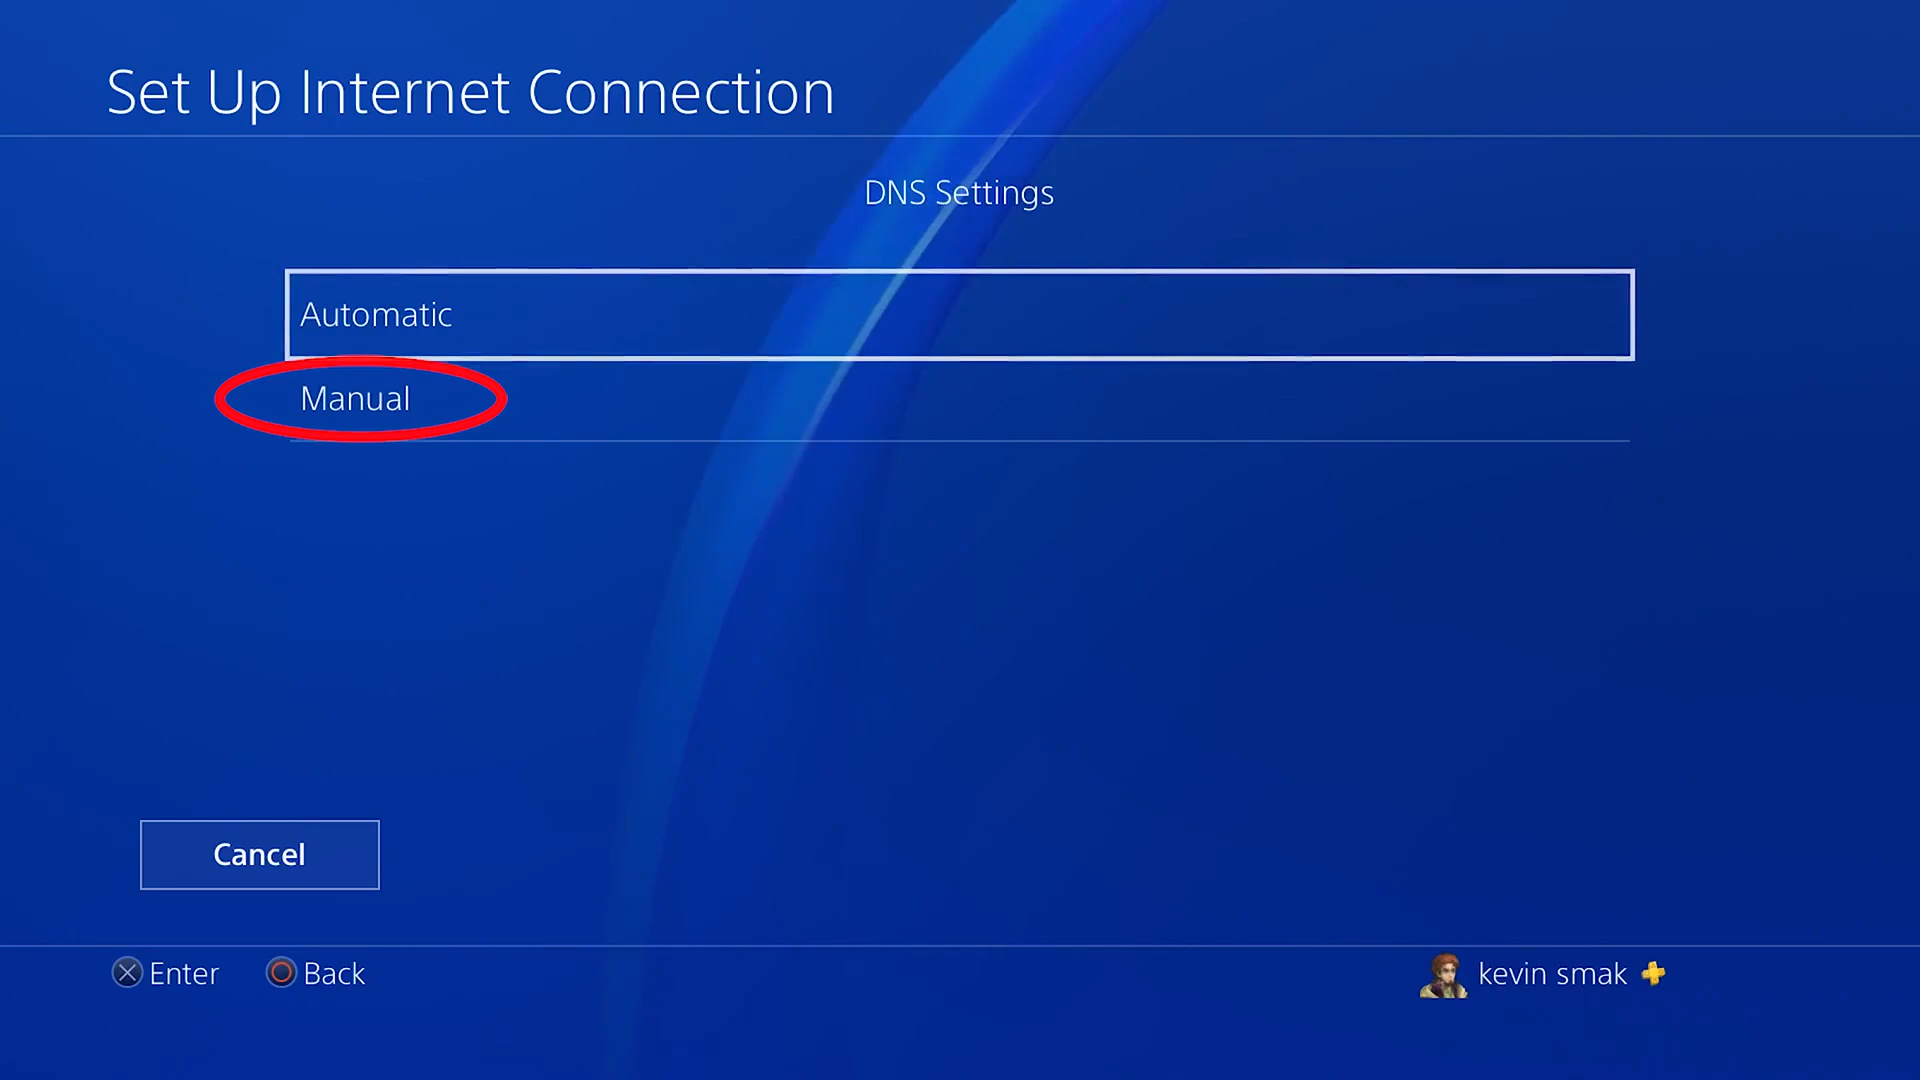 Set Up Internet Connection
DNS Settings
Automatic
Manual
Cancel
Enter
Back
kevin smak